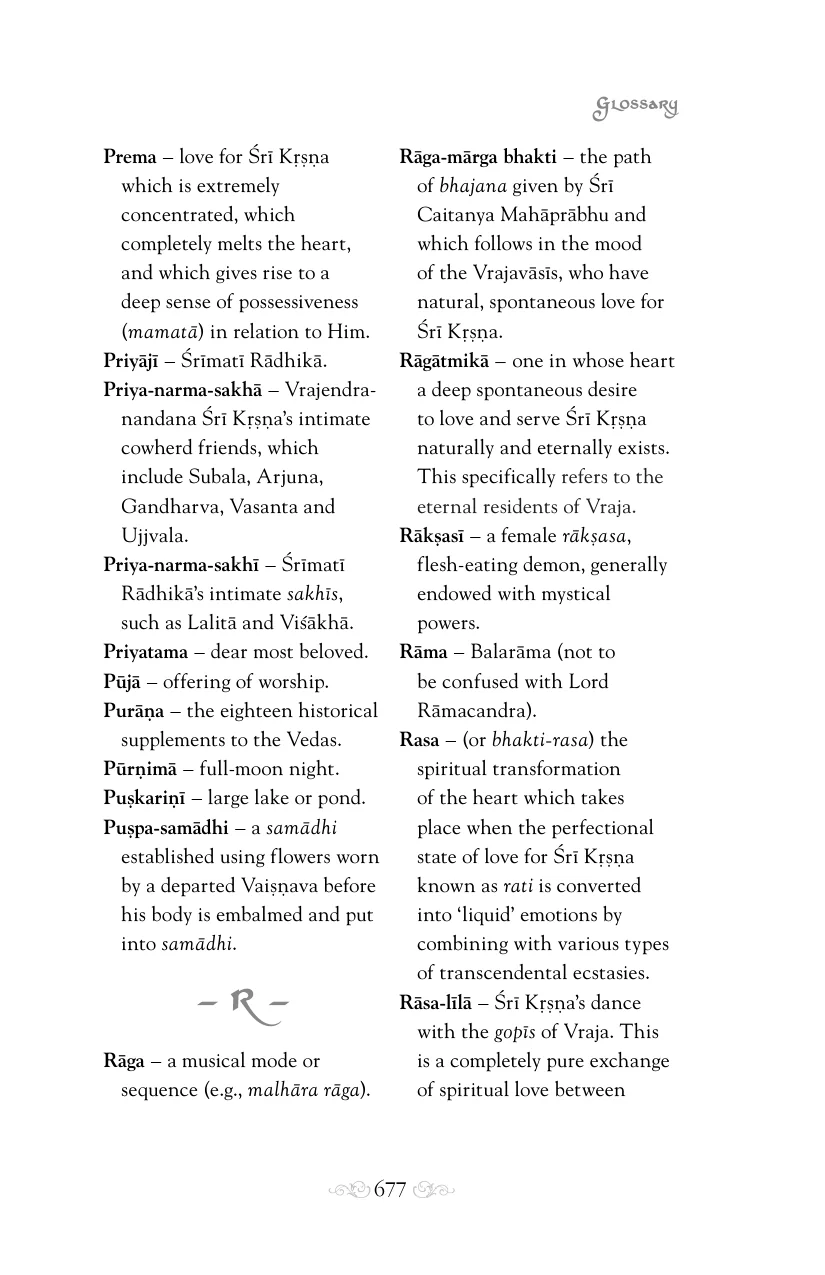 Glossary
Prema – love for Śrī Kṛṣṇa
which is extremely
concentrated, which
completely melts the heart,
and which gives rise to a
deep sense of possessiveness
(mamatā) in relation to Him.
Priyājī – Śrīmatī Rādhikā.
Priya-narma-sakhā – Vrajendra-
nandana Śrī Kṛṣṇa’s intimate
cowherd friends, which
include Subala, Arjuna,
Gandharva, Vasanta and
Ujjvala.
Priya-narma-sakhī – Śrīmatī
Rādhikā’s intimate sakhīs,
such as Lalitā and Viśākhā.
Priyatama – dear most beloved.
Pūjā – offering of worship.
Purāṇa – the eighteen historical
supplements to the Vedas.
Pūrṇimā – full-moon night.
Puṣkariṇī – large lake or pond.
Puṣpa-samādhi – a samādhi
established using flowers worn
by a departed Vaiṣṇava before
his body is embalmed and put
into samādhi.
– R –
Rāga – a musical mode or
sequence (e.g., malhāra rāga).
Rāga-mārga bhakti – the path
of bhajana given by Śrī
Caitanya Mahāprābhu and
which follows in the mood
of the Vrajavāsīs, who have
natural, spontaneous love for
Śrī Kṛṣṇa.
Rāgātmikā – one in whose heart
a deep spontaneous desire
to love and serve Śrī Kṛṣṇa
naturally and eternally exists.
This specifically refers to the
eternal residents of Vraja.
Rākṣasī – a female rākṣasa,
flesh-eating demon, generally
endowed with mystical
powers.
Rāma – Balarāma (not to
be confused with Lord
Rāmacandra).
Rasa – (or bhakti-rasa) the
spiritual transformation
of the heart which takes
place when the perfectional
state of love for Śrī Kṛṣṇa
known as rati is converted
into ‘liquid’ emotions by
combining with various types
of transcendental ecstasies.
Rāsa-līlā – Śrī Kṛṣṇa’s dance
with the gopīs of Vraja. This
is a completely pure exchange
of spiritual love between
677